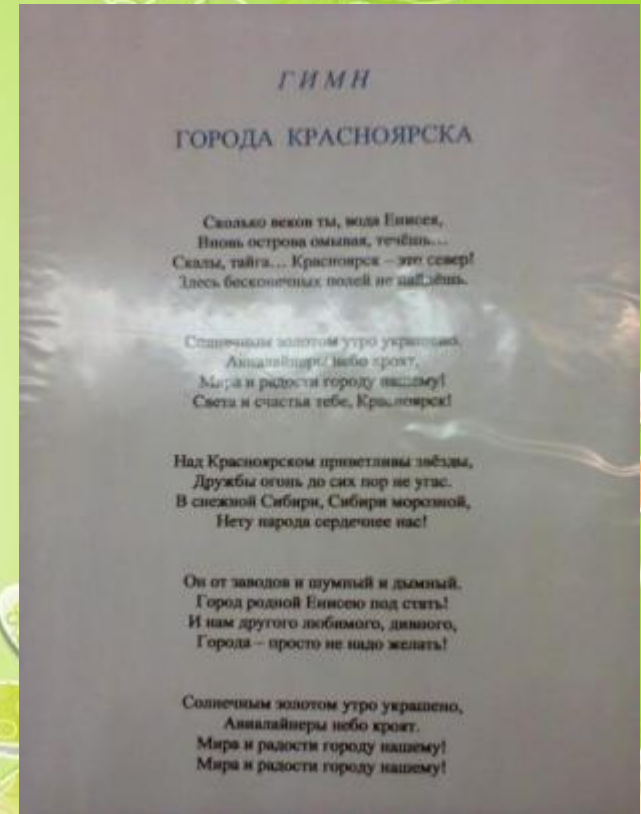 ГИМН
ГОРОДА КРАСНОЯРСКА
Сколько веков ты, вода Енисея,
Вновь острова омывая, течёшь...
Скалы, тайга... Красноярск – это север!
Здесь бесконечных полей не найдёшь.
Солнечным золотом утро украшено.
Авиалайнеры небо кроят,
Мира и радости городу нашему!
Света и счастья тебе, Красноярск!
Над Красноярском приветливы звёзды,
Дружбы огонь до сих пор не угас.
В снежной Сибири, Сибири морозной,
Нету народа сердечнее нас!
Он от заводов и шумный и дымный.
Город родной Енисею под стать!
И нам другого любимого, дивного,
Города – просто не надо желать!
Солнечным золотом утро украшено,
Авиалайнеры небо кроят.
Мира и радости городу нашему!
Мира и радости городу нашему!